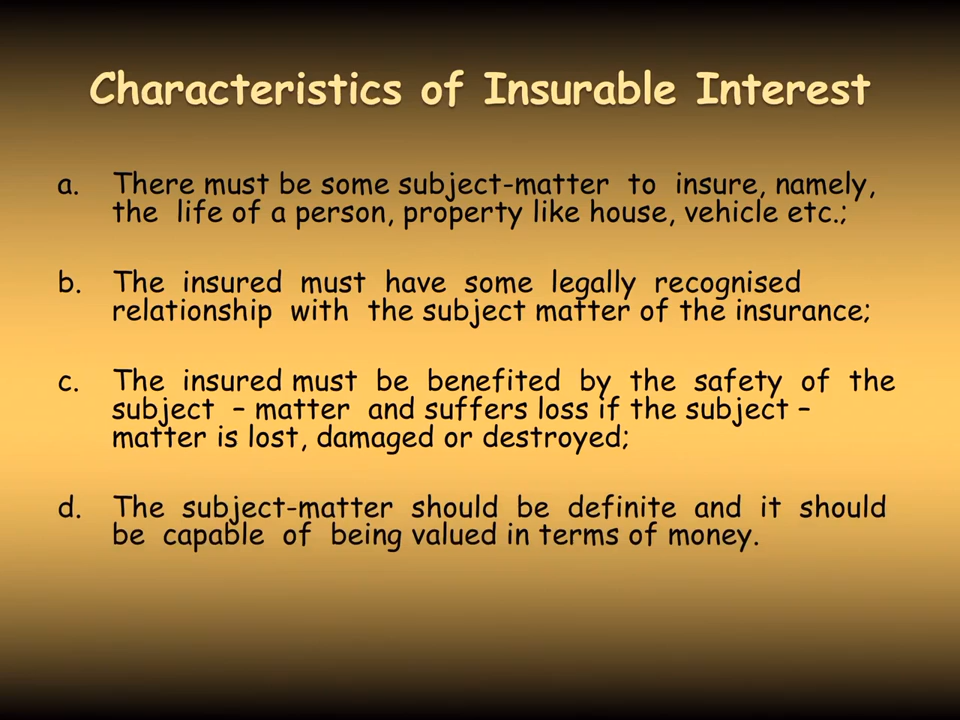 Characteristics of Insurable Interest
a. There must be some subject-matter to insure, namely,
the life of a person, property like house, vehicle etc.;
b. The insured must have some legally recognised
relationship with the subject matter of the insurance;
c. The insured must be benefited by the safety of the
subject – matter and suffers loss if the subject –
matter is lost, damaged or destroyed;
d. The subject-matter should be definite and it should
be capable of being valued in terms of money.